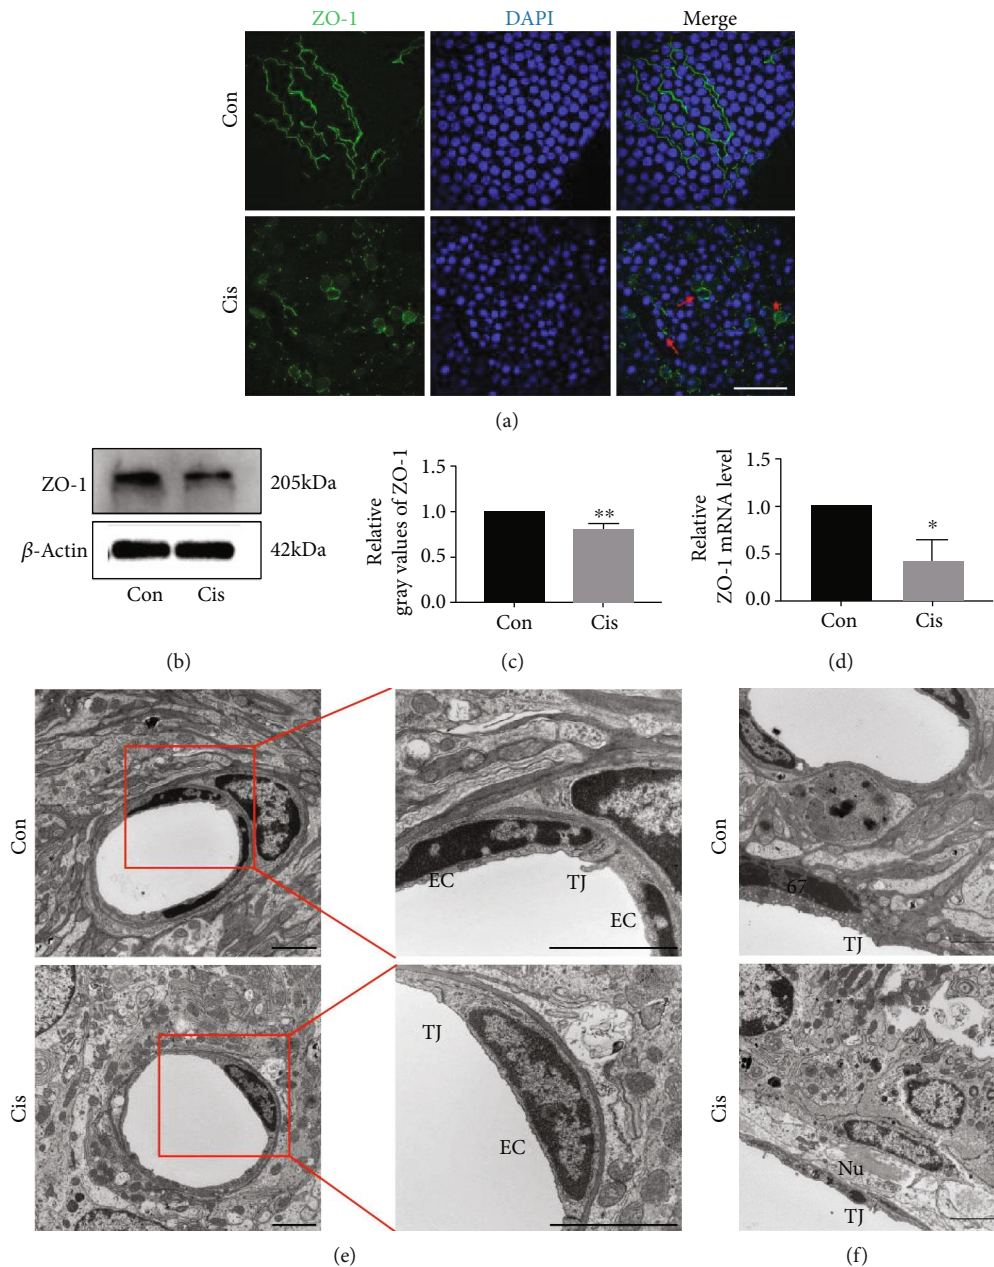 ZO-1 DAPI Merge
Con
Cis
(a)
ZO-1 205kDa
β-Actin 42kDa
Con Cis
(b)
Relative
gray values of ZO-1
1.5
1.0
0.5
0.0
**
Con Cis
(c)
Relative
ZO-1 mRNA level
1.5
1.0
0.5
0.0
*
Con Cis
(d)
Con
EC
TJ
EC
Cis
TJ
EC
(e)
Con
67
TJ
Cis
Nu
TJ
(f)